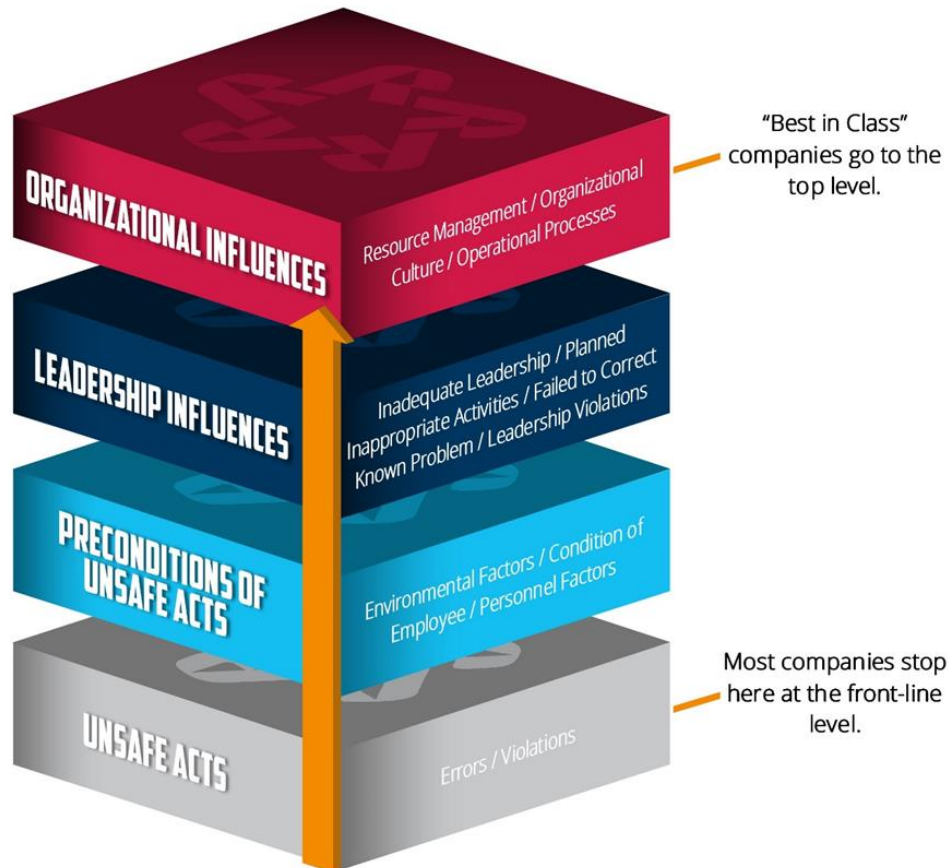 ORGANIZATIONAL INFLUENCES
Resource Management / Organizational
Culture / Operational Processes
"Best in Class"
companies go to the
top level.
LEADERSHIP INFLUENCES
Inadequate Leadership / Planned
Inappropriate Activities / Failed to Correct
Known Problem / Leadership Violations
PRECONDITIONS OF
UNSAFE ACTS
Environmental Factors / Condition of
Employee / Personnel Factors
UNSAFE ACTS
Errors / Violations
Most companies stop
here at the front-line
level.